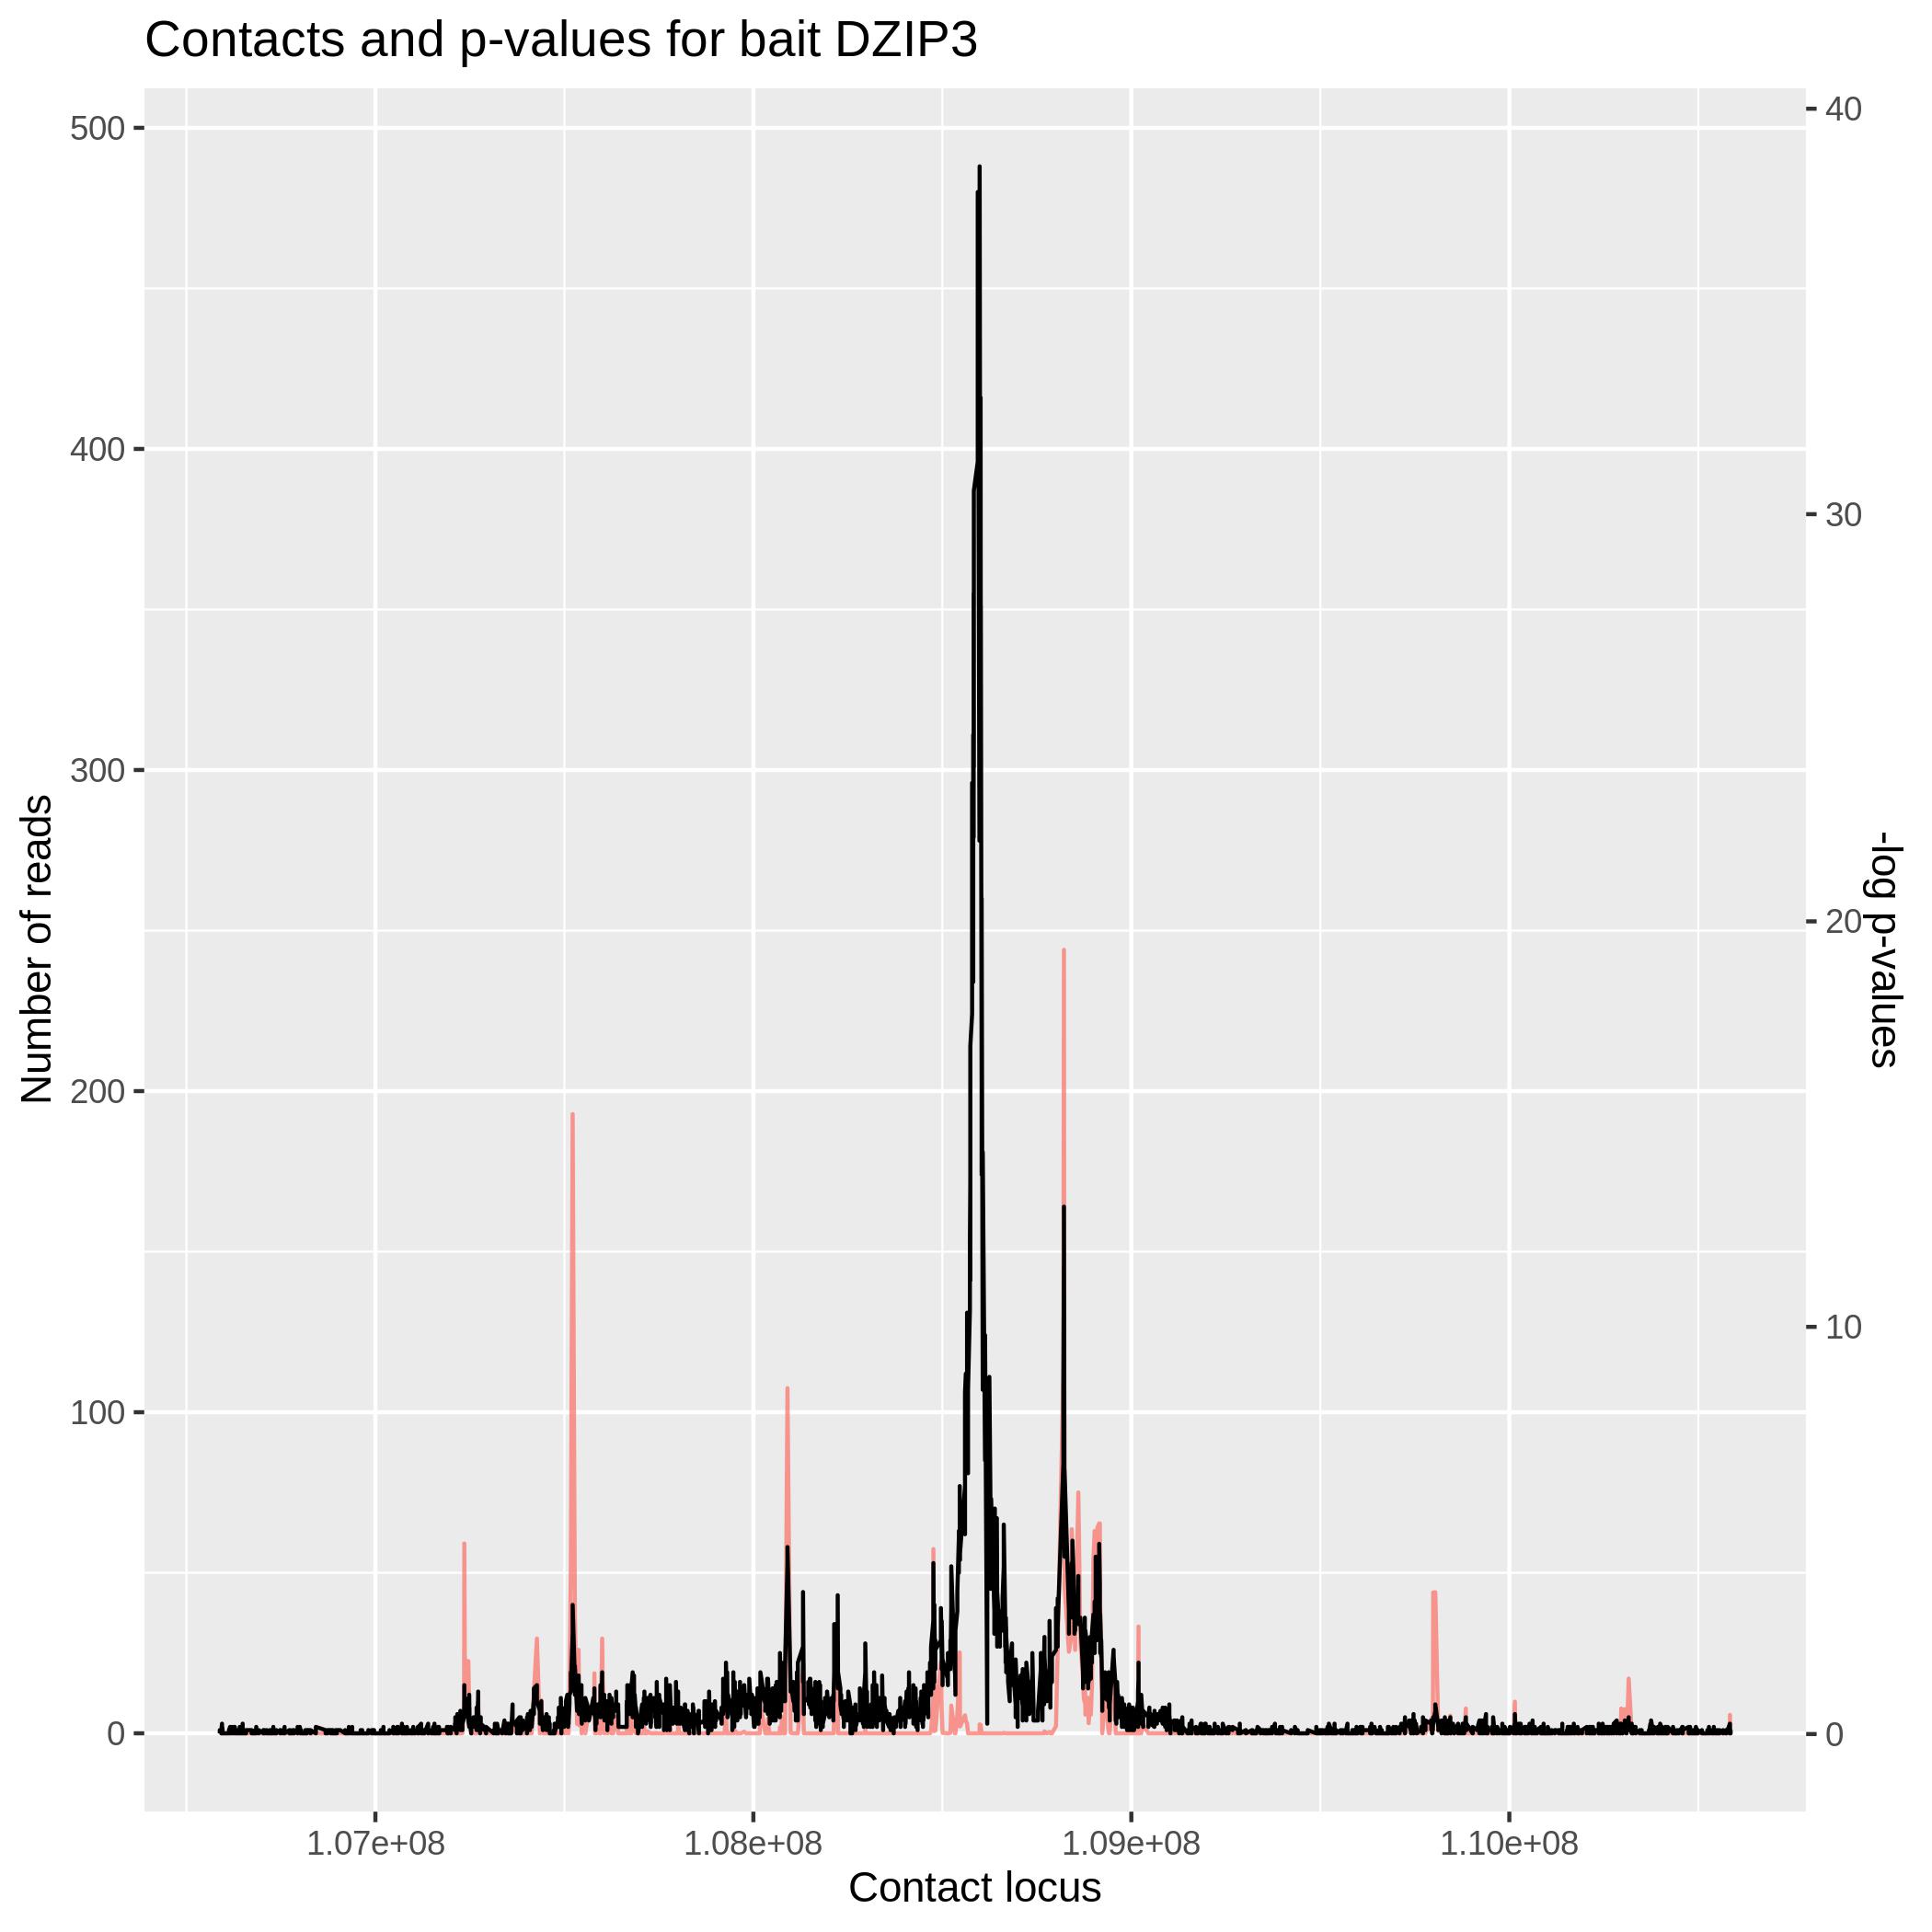 Contacts and p-values for bait DZIP3
500
400
300
200
100
0
Number of reads
40
30
20
10
0
-log p-values
1.07e+08
1.08e+08
1.09e+08
1.10e+08
Contact locus